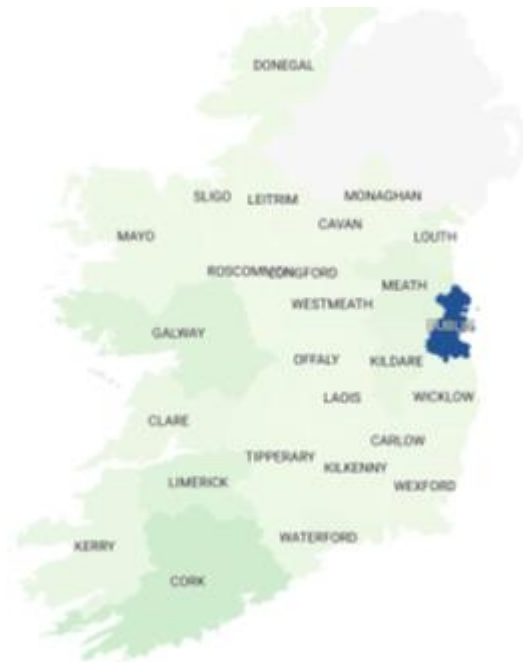 DONEGAL
SLIGO
LEITRIM
MONAGHAN
CAVAN
MAYO
LOUTH
ROSCOMMON
LONGFORD
MEATH
WESTMEATH
DUBLIN
GALWAY
OFFALY
KILDARE
LAOIS
WICKLOW
CLARE
CARLOW
TIPPERARY
KILKENNY
LIMERICK
WEXFORD
WATERFORD
KERRY
CORK